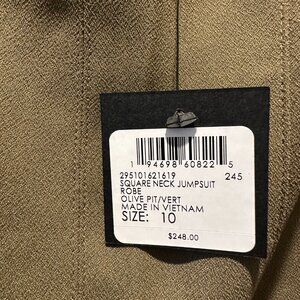 1 94698 60822 5
295101621619 245
SQUARE NECK JUMPSUIT
ROBE
OLIVE PIT/VERT
MADE IN VIETNAM
SIZE: 10
$248.00